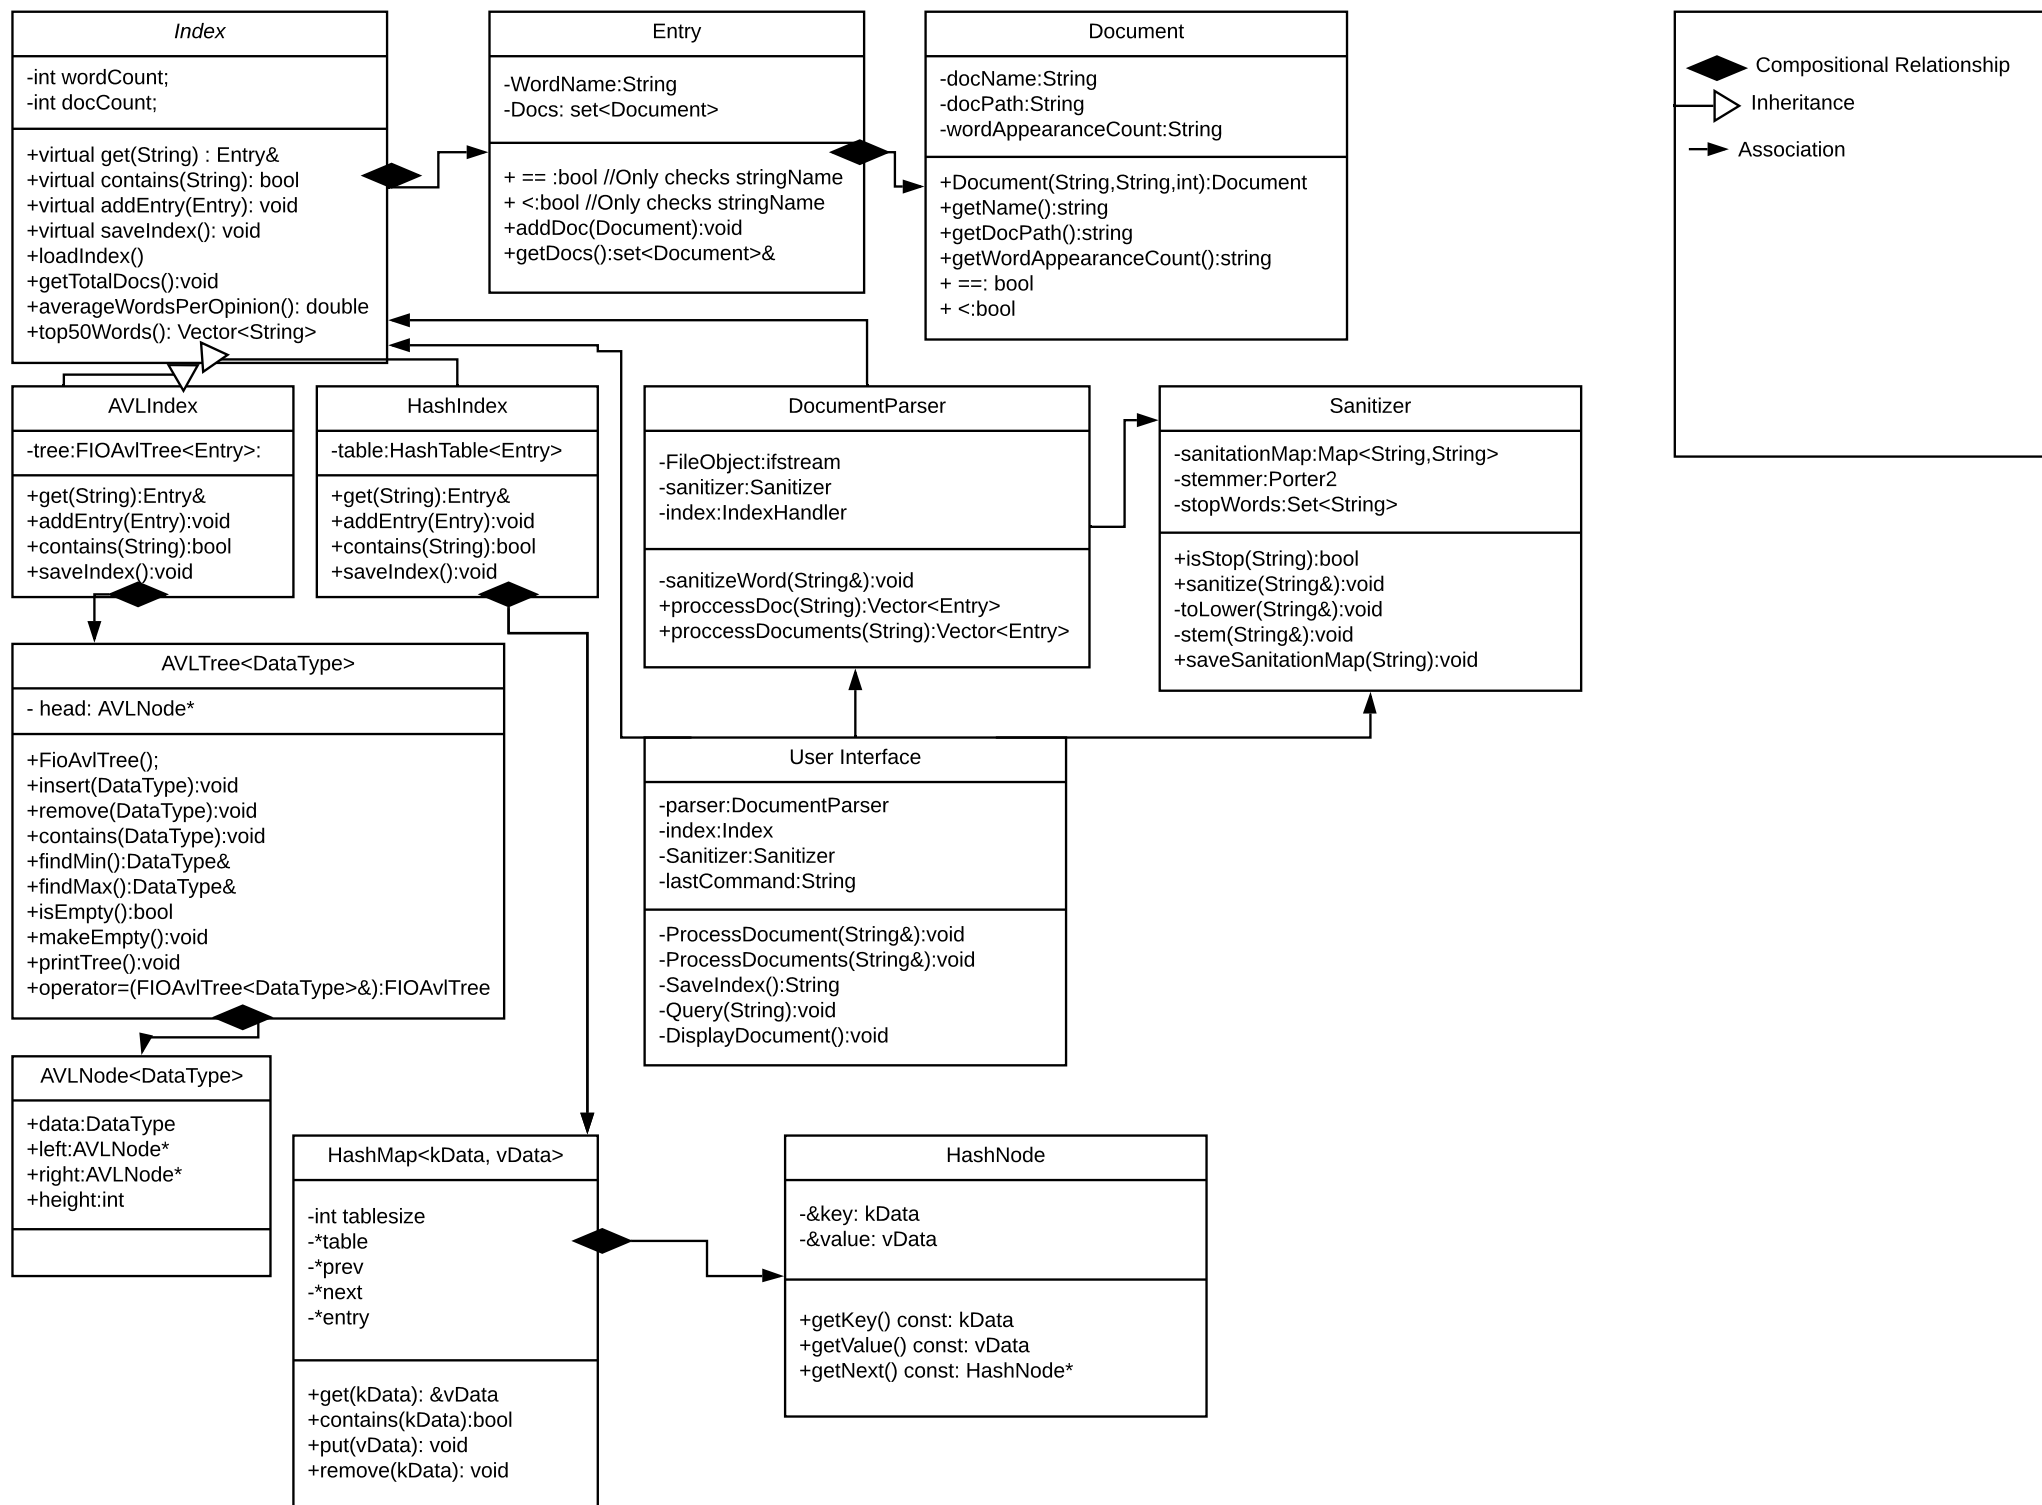 Index
-int wordCount;
-int docCount;
+virtual get(String) : Entry&
+virtual contains(String): bool
+virtual addEntry(Entry): void
+virtual saveIndex(): void
+loadIndex()
+getTotalDocs():void
+averageWordsPerOpinion(): double
+top50Words(): Vector<String>
Entry
-WordName:String
-Docs: set<Document>
+ == :bool //Only checks stringName
+ <:bool //Only checks stringName
+addDoc(Document):void
+getDocs():set<Document>&
Document
-docName:String
-docPath:String
-wordAppearanceCount:String
+Document(String,String,int):Document
+getName():string
+getDocPath():string
+getWordAppearanceCount():string
+ ==: bool
+ <:bool
Compositional Relationship
Inheritance
Association
AVLIndex
-tree:FIOAvlTree<Entry>:
+get(String):Entry&
+addEntry(Entry):void
+contains(String):bool
+saveIndex():void
HashIndex
-table:HashTable<Entry>
+get(String):Entry&
+addEntry(Entry):void
+contains(String):bool
+saveIndex():void
DocumentParser
-FileObject:ifstream
-sanitizer:Sanitizer
-index:IndexHandler
-sanitizeWord(String&):void
+proccessDoc(String):Vector<Entry>
+proccessDocuments(String):Vector<Entry>
Sanitizer
-sanitationMap:Map<String,String>
-stemmer:Porter2
-stopWords:Set<String>
+isStop(String):bool
+sanitize(String&):void
-toLower(String&):void
-stem(String&):void
+saveSanitationMap(String):void
AVLTree<DataType>
- head: AVLNode*
+FioAvlTree();
+insert(DataType):void
+remove(DataType):void
+contains(DataType):void
+findMin():DataType&
+findMax():DataType&
+isEmpty():bool
+makeEmpty():void
+printTree():void
+operator=(FIOAvlTree<DataType>&):FIOAvlTree
User Interface
-parser:DocumentParser
-index:Index
-Sanitizer:Sanitizer
-lastCommand:String
-ProcessDocument(String&):void
-ProcessDocuments(String&):void
-SaveIndex():String
-Query(String):void
-DisplayDocument():void
AVLNode<DataType>
+data:DataType
+left:AVLNode*
+right:AVLNode*
+height:int
HashMap<kData, vData>
-int tablesize
-*table
-*prev
-*next
-*entry
+get(kData): &vData
+contains(kData):bool
+put(vData): void
+remove(kData): void
HashNode
-&key: kData
-&value: vData
+getKey() const: kData
+getValue() const: vData
+getNext() const: HashNode*